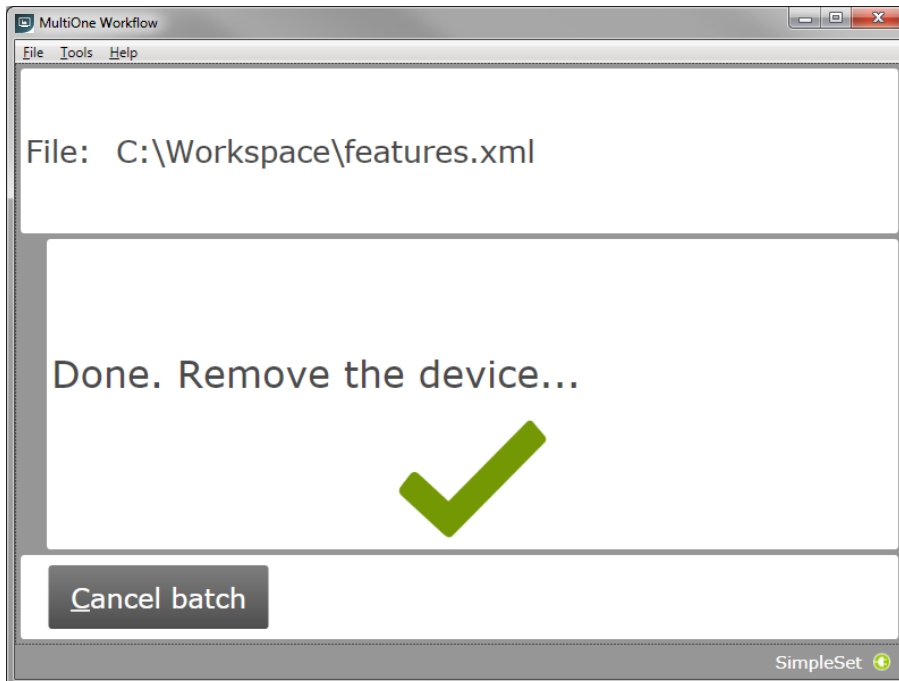 MultiOne Workflow
File Tools Help
File: C:\Workspace\features.xml
Done. Remove the device...
Cancel batch
SimpleSet